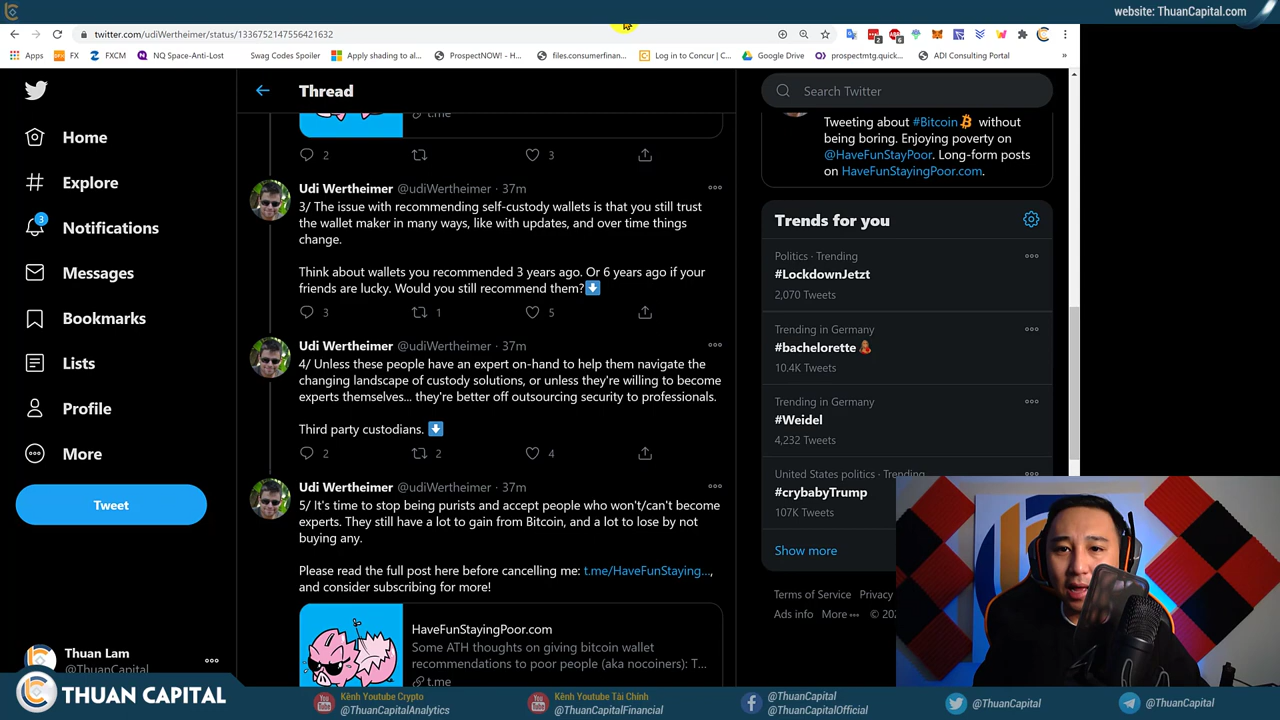 website: ThuanCapital.com
twitter.com/udiWertheimer/status/1336752147556421632
2
6
Apps
FX
FXCM
NQ Space-Anti-Lost
Swag Codes Spoiler
Apply shading to al...
ProspectNOW! - H...
files.consumerfinan...
Log in to Concur | C...
Google Drive
prospectmtg.quick...
ADI Consulting Portal
»
Home
Explore
3
Notifications
Messages
Bookmarks
Lists
Profile
More
Tweet
Thuan Lam
@ThuanCapital
Thread
t.me
2
3
Udi Wertheimer @udiWertheimer · 37m
3/ The issue with recommending self-custody wallets is that you still trust
the wallet maker in many ways, like with updates, and over time things
change.
Think about wallets you recommended 3 years ago. Or 6 years ago if your
friends are lucky. Would you still recommend them?⬇️
3
1
5
Udi Wertheimer @udiWertheimer · 37m
4/ Unless these people have an expert on-hand to help them navigate the
changing landscape of custody solutions, or unless they're willing to become
experts themselves... they're better off outsourcing security to professionals.
Third party custodians. ⬇️
2
2
4
Udi Wertheimer @udiWertheimer · 37m
5/ It's time to stop being purists and accept people who won't/can't become
experts. They still have a lot to gain from Bitcoin, and a lot to lose by not
buying any.
Please read the full post here before cancelling me: t.me/HaveFunStaying...,
and consider subscribing for more!
HaveFunStayingPoor.com
Some ATH thoughts on giving bitcoin wallet
recommendations to poor people (aka nocoiners): T...
t.me
Search Twitter
Tweeting about #Bitcoin without
being boring. Enjoying poverty on
@HaveFunStayPoor. Long-form posts
on HaveFunStayingPoor.com.
Trends for you
Politics · Trending
#LockdownJetzt
2,070 Tweets
Trending in Germany
#bachelorette
10.4K Tweets
Trending in Germany
#Weidel
4,232 Tweets
United States politics · Trending
#crybabyTrump
107K Tweets
Show more
Terms of Service Privacy
Ads info More ··· ©
THUAN CAPITAL
Kênh Youtube Crypto
@ThuanCapitalAnalytics
Kênh Youtube Tài Chính
@ThuanCapitalFinancial
@ThuanCapital
@ThuanCapitalOfficial
@ThuanCapital
@ThuanCapital